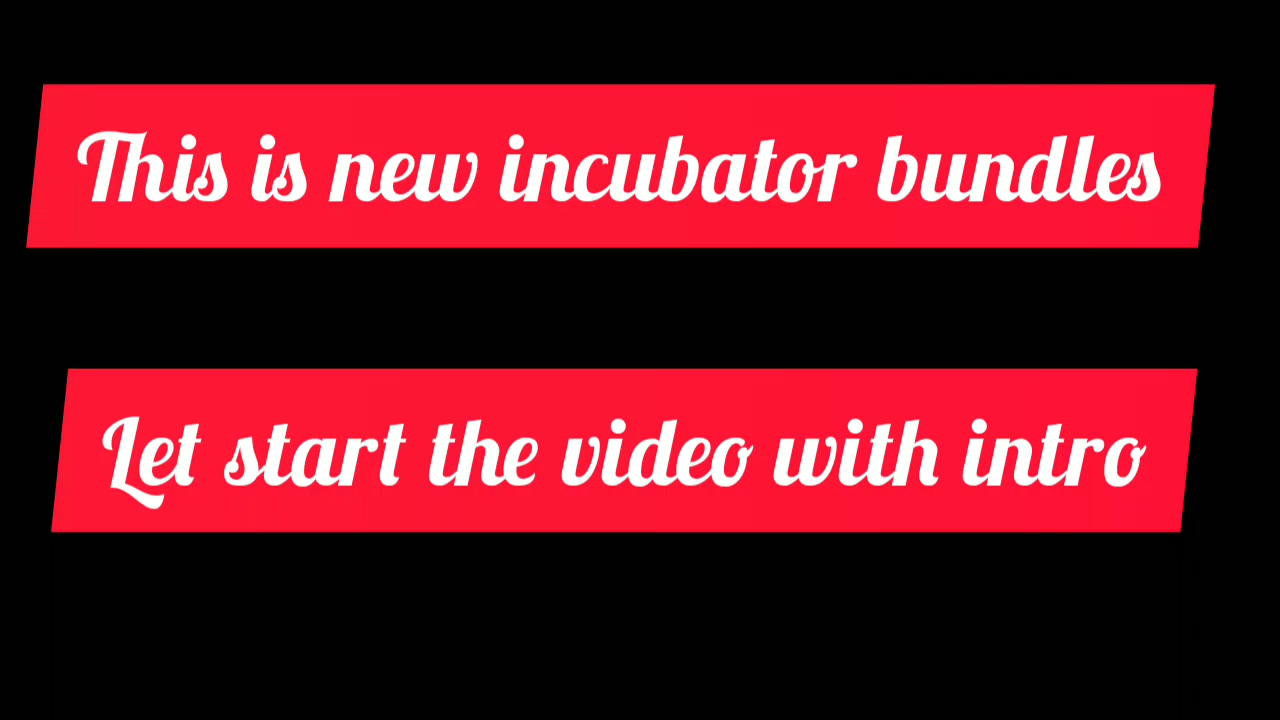 This is new incubator bundles
Let start the video with intro